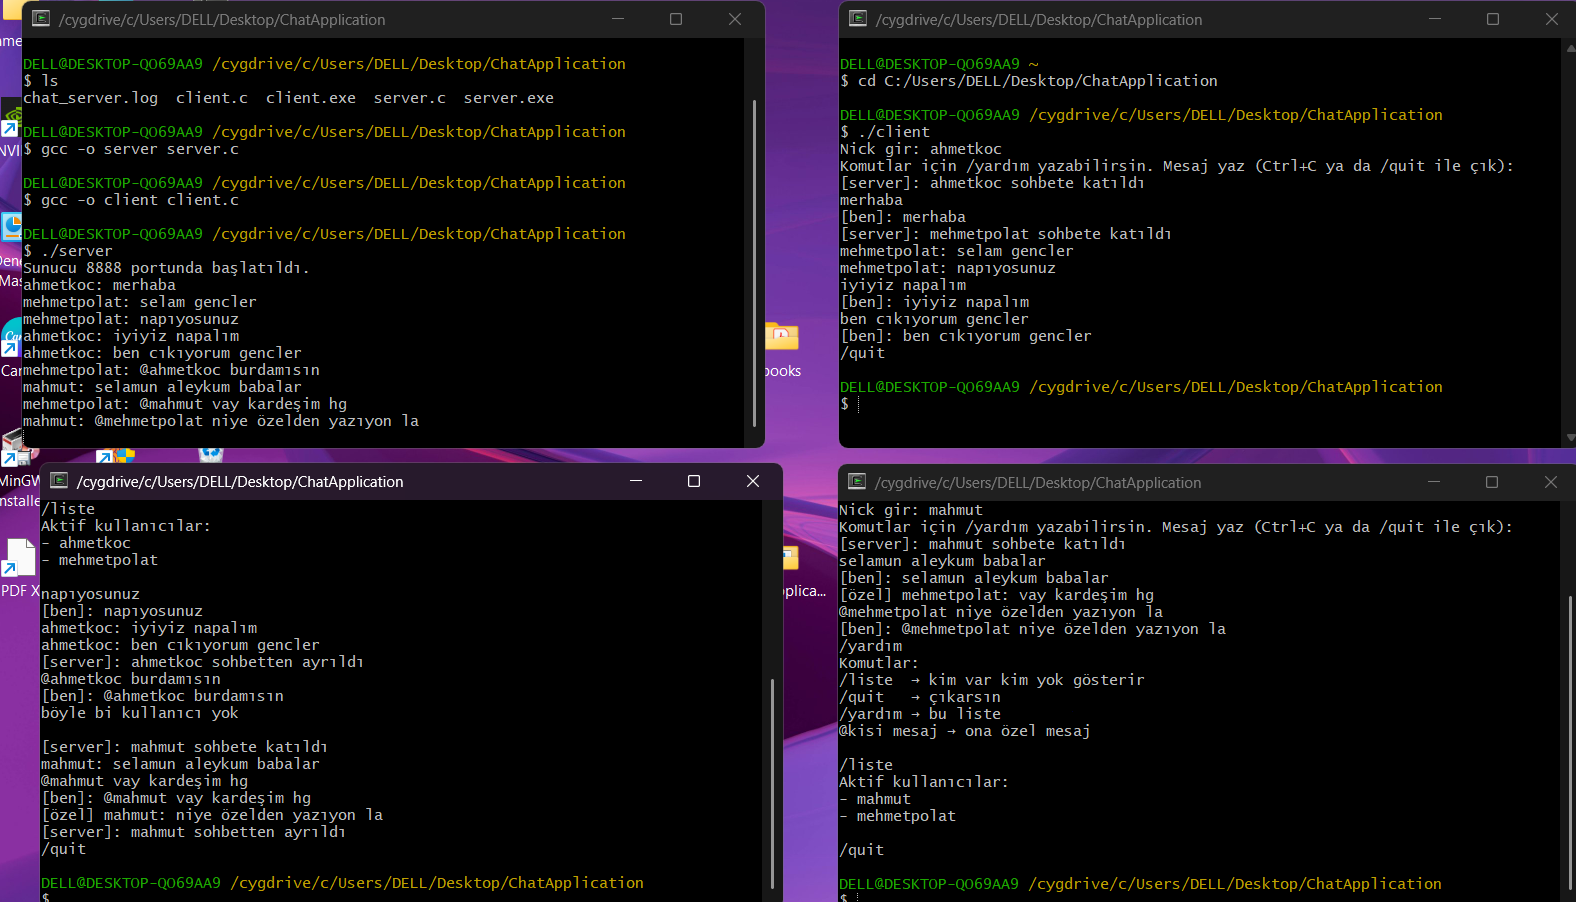 /cygdrive/c/Users/DELL/Desktop/ChatApplication
DELL@DESKTOP-QO69AA9 /cygdrive/c/Users/DELL/Desktop/ChatApplication
$ ls
chat_server.log  client.c  client.exe  server.c  server.exe
DELL@DESKTOP-QO69AA9 /cygdrive/c/Users/DELL/Desktop/ChatApplication
$ gcc -o server server.c
DELL@DESKTOP-QO69AA9 /cygdrive/c/Users/DELL/Desktop/ChatApplication
$ gcc -o client client.c
DELL@DESKTOP-QO69AA9 /cygdrive/c/Users/DELL/Desktop/ChatApplication
$ ./server
Sunucu 8888 portunda başlatıldı.
ahmetkoc: merhaba
mehmetpolat: selam gencler
mehmetpolat: napıyosunuz
ahmetkoc: iyiyiz napalım
ahmetkoc: ben cıkıyorum gencler
mehmetpolat: @ahmetkoc burdamısın
mahmut: selamun aleykum babalar
mehmetpolat: @mahmut vay kardeşim hg
mahmut: @mehmetpolat niye özelden yazıyon la
/cygdrive/c/Users/DELL/Desktop/ChatApplication
DELL@DESKTOP-QO69AA9 ~
$ cd C:/Users/DELL/Desktop/ChatApplication
DELL@DESKTOP-QO69AA9 /cygdrive/c/Users/DELL/Desktop/ChatApplication
$ ./client
Nick gir: ahmetkoc
Komutlar için /yardım yazabilirsin. Mesaj yaz (Ctrl+C ya da /quit ile çık):
[server]: ahmetkoc sohbete katıldı
merhaba
[ben]: merhaba
[server]: mehmetpolat sohbete katıldı
mehmetpolat: selam gencler
mehmetpolat: napıyosunuz
iyiyiz napalım
[ben]: iyiyiz napalım
ben cıkıyorum gencler
[ben]: ben cıkıyorum gencler
/quit
DELL@DESKTOP-QO69AA9 /cygdrive/c/Users/DELL/Desktop/ChatApplication
$
/cygdrive/c/Users/DELL/Desktop/ChatApplication
/liste
Aktif kullanıcılar:
- ahmetkoc
- mehmetpolat
napıyosunuz
[ben]: napıyosunuz
ahmetkoc: iyiyiz napalım
ahmetkoc: ben cıkıyorum gencler
[server]: ahmetkoc sohbetten ayrıldı
@ahmetkoc burdamısın
[ben]: @ahmetkoc burdamısın
böyle bi kullanıcı yok
[server]: mahmut sohbete katıldı
mahmut: selamun aleykum babalar
@mahmut vay kardeşim hg
[ben]: @mahmut vay kardeşim hg
[özel] mahmut: niye özelden yazıyon la
[server]: mahmut sohbetten ayrıldı
/quit
DELL@DESKTOP-QO69AA9 /cygdrive/c/Users/DELL/Desktop/ChatApplication
$
/cygdrive/c/Users/DELL/Desktop/ChatApplication
Nick gir: mahmut
Komutlar için /yardım yazabilirsin. Mesaj yaz (Ctrl+C ya da /quit ile çık):
[server]: mahmut sohbete katıldı
selamun aleykum babalar
[ben]: selamun aleykum babalar
[özel] mehmetpolat: vay kardeşim hg
@mehmetpolat niye özelden yazıyon la
[ben]: @mehmetpolat niye özelden yazıyon la
/yardım
Komutlar:
/liste  → kim var kim yok gösterir
/quit   → çıkarsın
/yardım → bu liste
@kisi mesaj → ona özel mesaj
/liste
Aktif kullanıcılar:
- mahmut
- mehmetpolat
/quit
DELL@DESKTOP-QO69AA9 /cygdrive/c/Users/DELL/Desktop/ChatApplication
$
books
plica...
PDF X